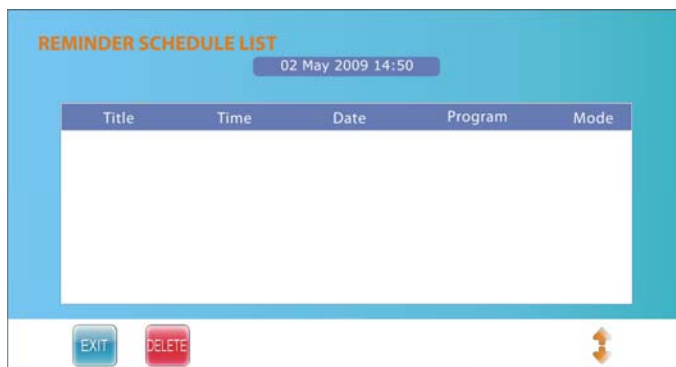 REMINDER SCHEDULE LIST
02 May 2009 14:50
Title Time Date Program Mode
EXIT DELETE